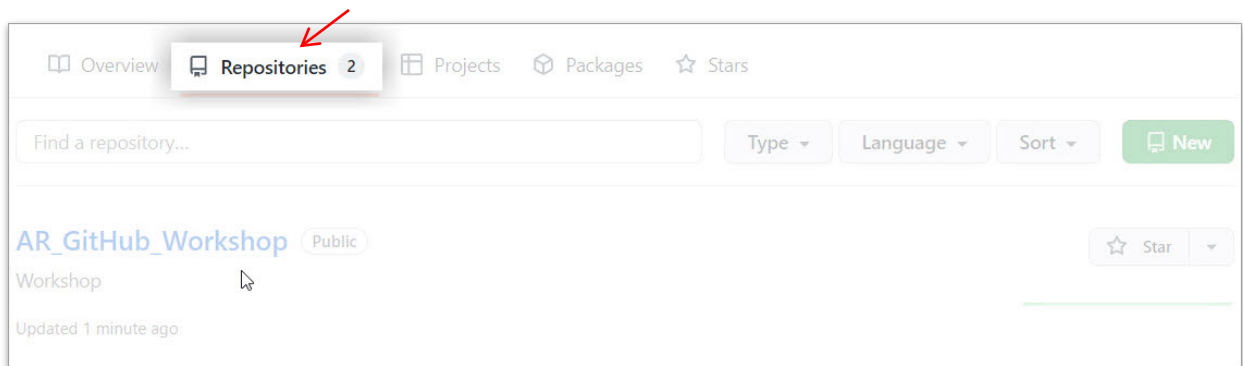 Overview Repositories 2 Projects Packages Stars
Find a repository... Type Language Sort New
AR_GitHub_Workshop Public Star
Workshop
Updated 1 minute ago